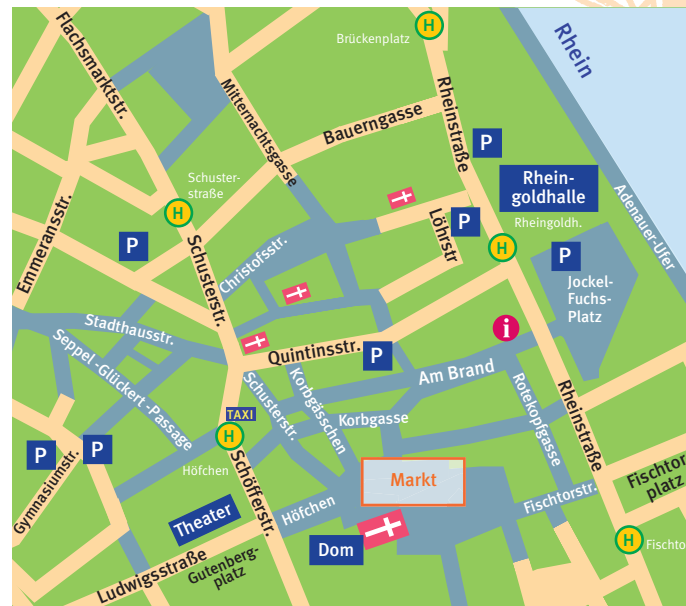 Flachsmarktstr.
H
Brückenplatz
Rhein
Mitternachtsgasse
Bauerngasse
Rheinstraße
P
Rhein-
goldhalle
Schuster-
straße
H
Löhrstr
P
Rheingoldh.
H
Adenauer-Ufer
Emmeransstr.
P
Schusterstr.
Christofsstr.
P
Jockel-
Fuchs-
Platz
Stadthausstr.
Seppel-Glückert-Passage
Quintinsstr.
P
i
Am Brand
Schusterstr.
Korbgässchen
Korbgasse
Rotekopfgasse
Rheinstraße
TAXI
H
Höfchen
P
P
Gymnasiumstr.
Schöfferstr.
Markt
Fischtor
platz
Theater
Höfchen
Fischtorstr.
H
Fischto
Dom
Ludwigsstraße
Gutenberg-
platz